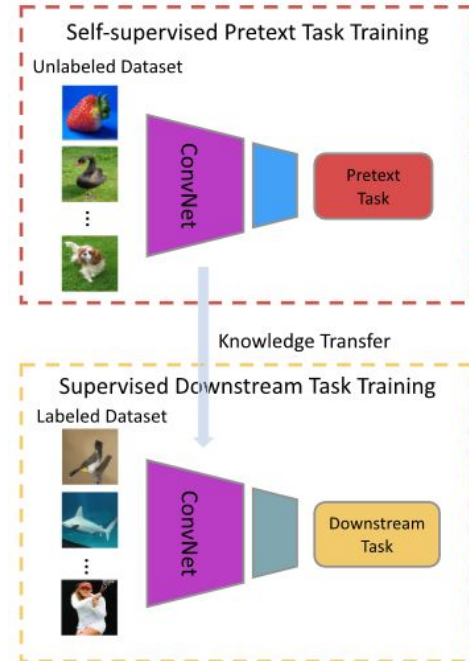 Self-supervised Pretext Task Training
Unlabeled Dataset
ConvNet
Pretext
Task
...
Knowledge Transfer
Supervised Downstream Task Training
Labeled Dataset
ConvNet
Downstream
Task
...